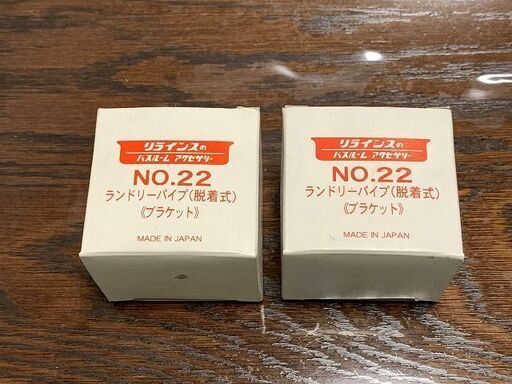 リラインスの
バスルーム アクセサリー
NO.22
ランドリーパイプ(脱着式)
《ブラケット》
MADE IN JAPAN
リラインスの
バスルーム アクセサリー
NO.22
ランドリーパイプ(脱着式)
《ブラケット》
MADE IN JAPAN